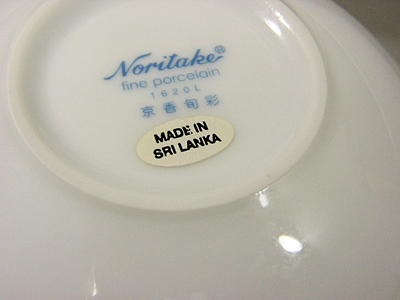 Noritake®
fine porcelain
1620L
京香旬彩
MADE IN
SRI LANKA